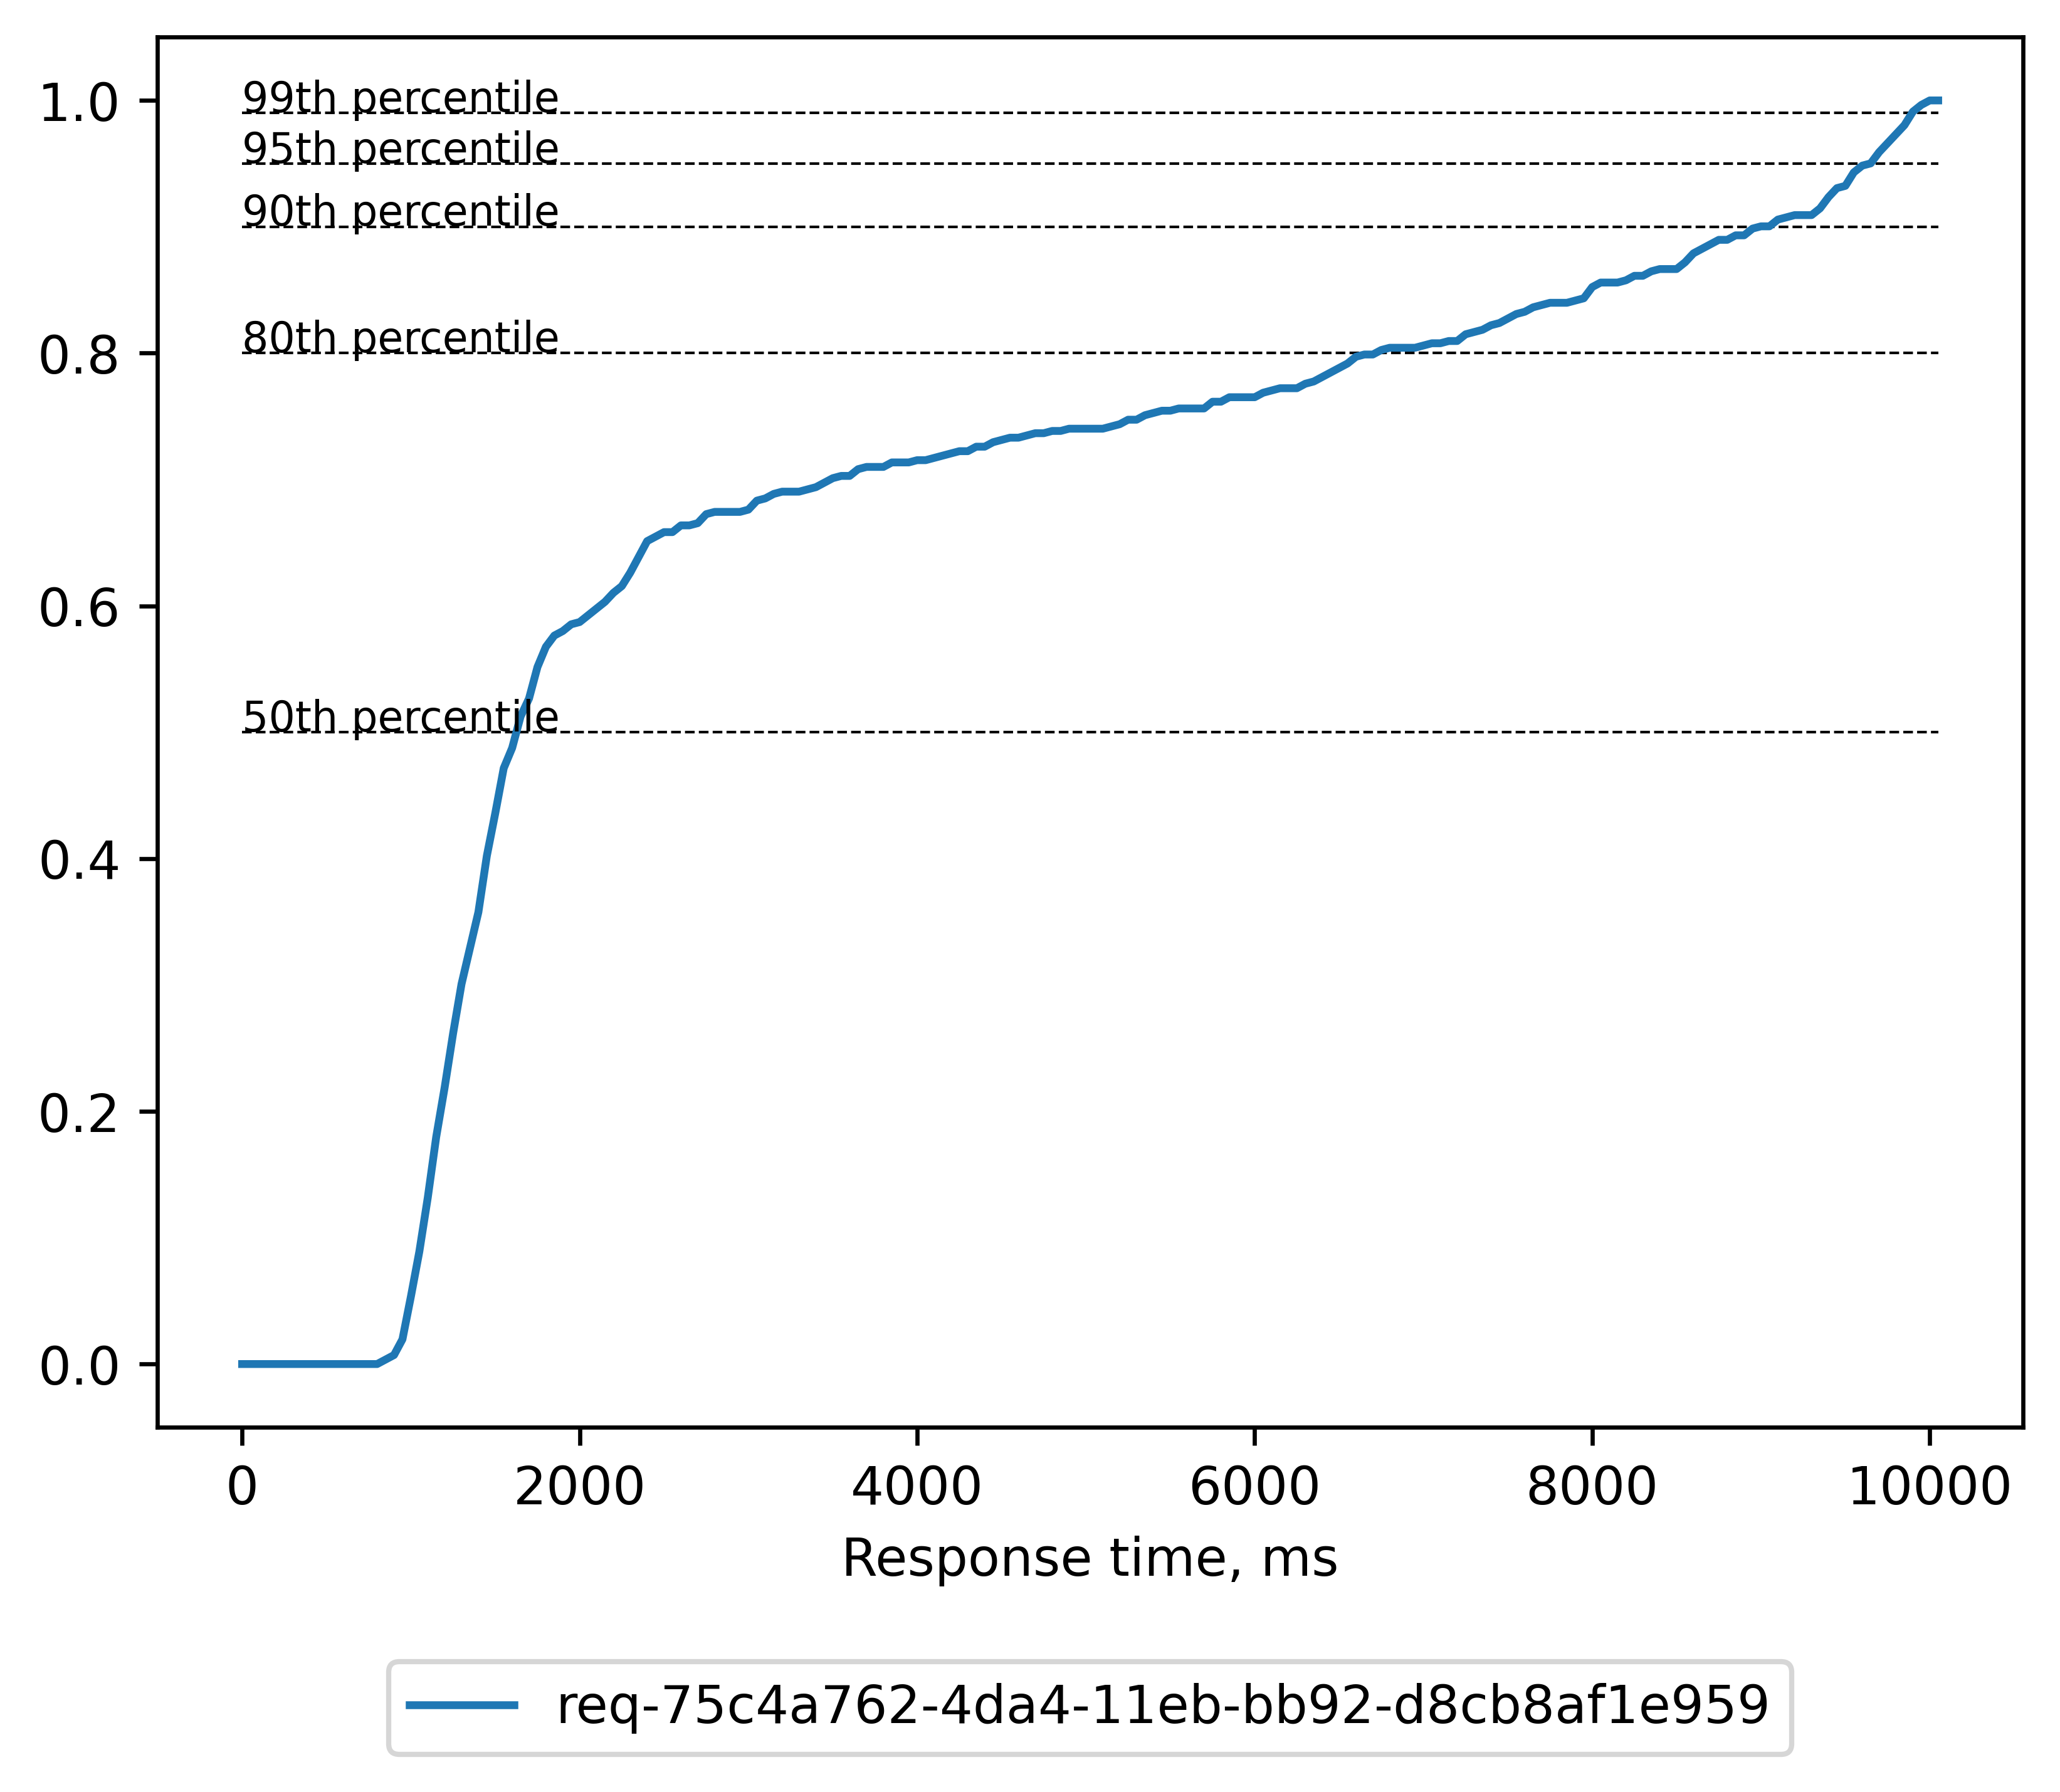 99th percentile
1.0
95th percentile
90th percentile
80th percentile
0.8
0.6
50th percentile
0.4
0.2
0.0
0 2000 4000 6000 8000 10000
Response time, ms
req-75c4a762-4da4-11eb-bb92-d8cb8af1e959